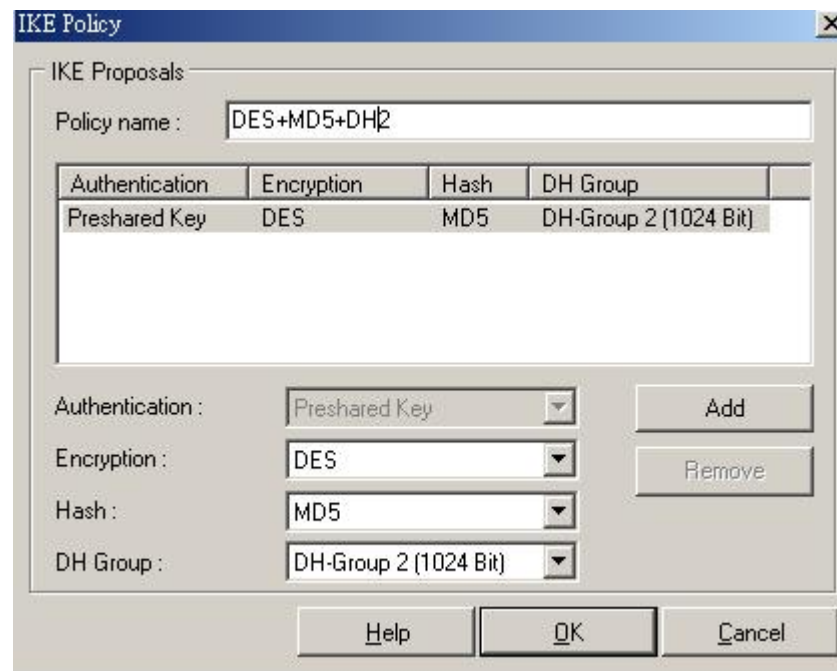 IKE Policy
IKE Proposals
Policy name : DES+MD5+DH2
Authentication Encryption Hash DH Group
Preshared Key DES MD5 DH-Group 2 (1024 Bit)
Authentication : Preshared Key Add
Encryption : DES Remove
Hash : MD5
DH Group : DH-Group 2 (1024 Bit)
Help OK Cancel